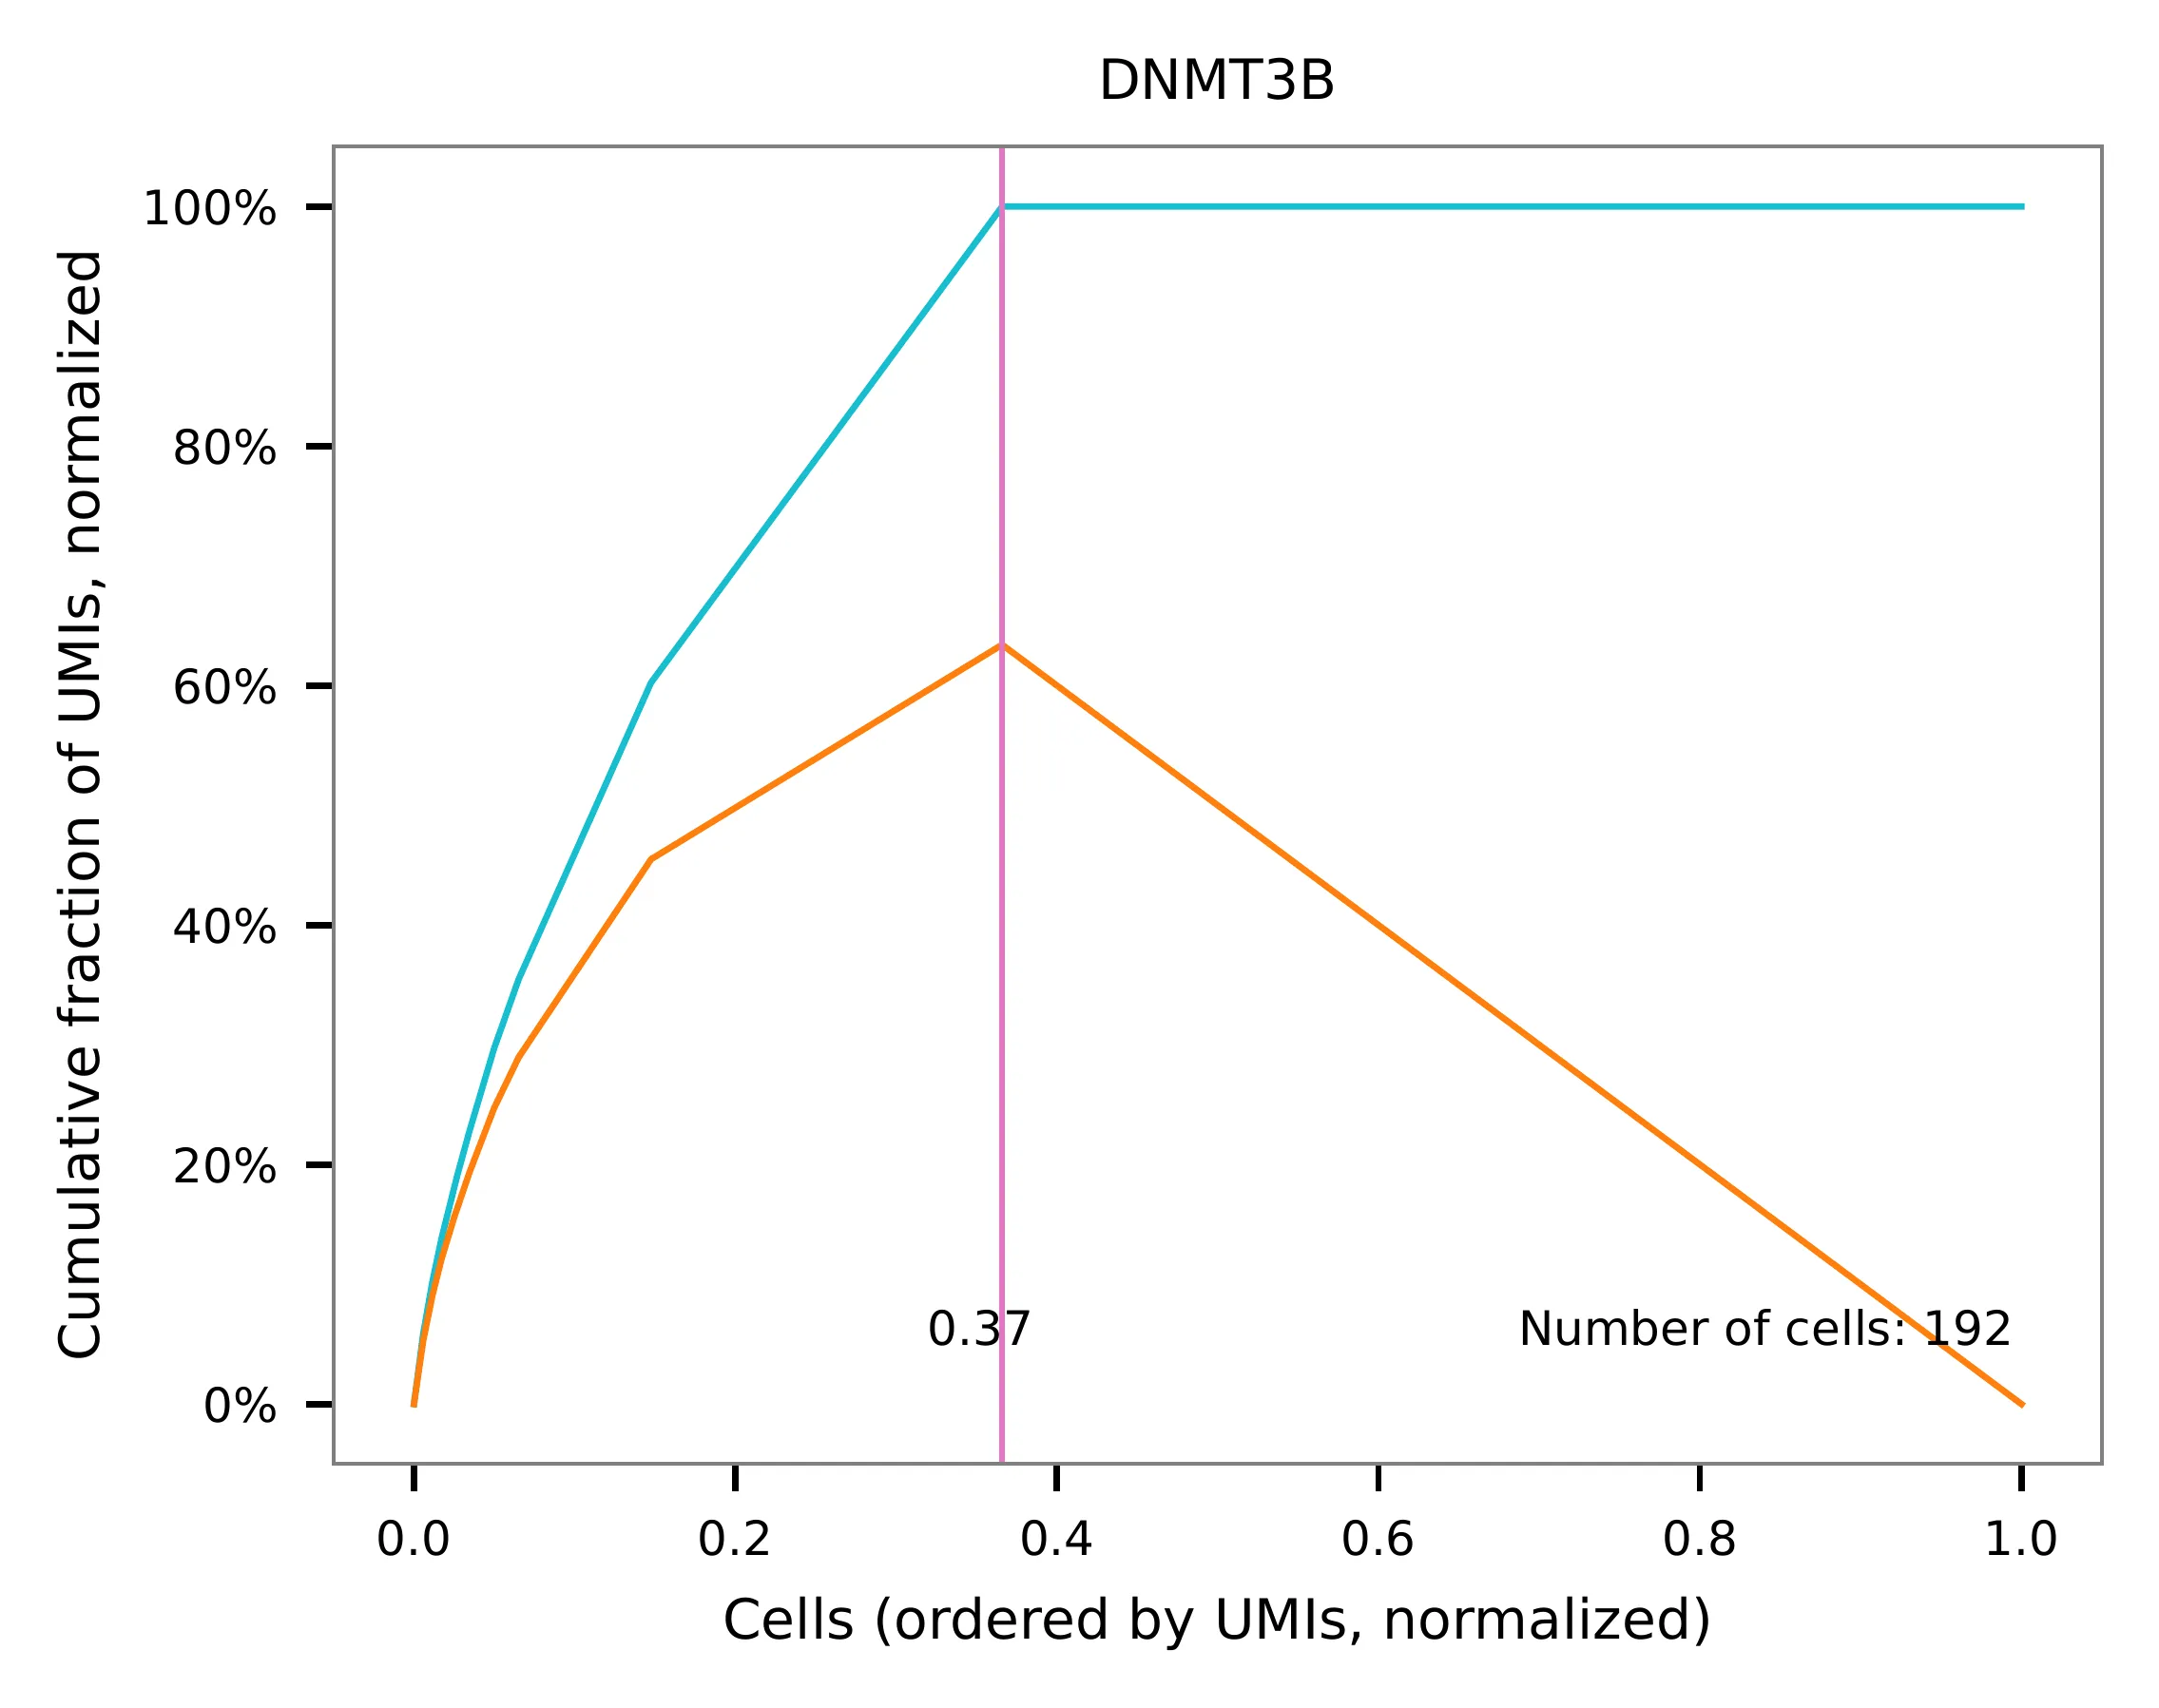 DNMT3B
Cumulative fraction of UMIs, normalized
100%
80%
60%
40%
20%
0%
0.37
Number of cells: 192
0.0 0.2 0.4 0.6 0.8 1.0
Cells (ordered by UMIs, normalized)